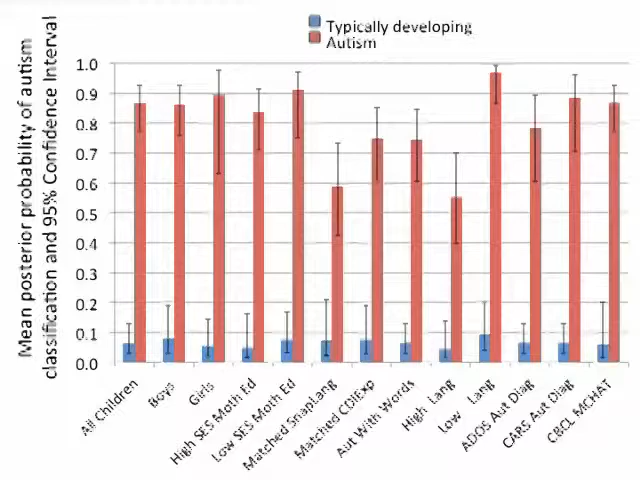 Typically developing
Autism
Mean posterior probability of autism
classification and 95% Confidence Interval
1.0
0.9
0.8
0.7
0.6
0.5
0.4
0.3
0.2
0.1
0.0
All Children
Boys
Girls
High SES Moth Ed
Low SES Moth Ed
Matched SnapLang
Matched CDIExp
Aut With Words
High Lang
Low Lang
ADOS Aut Diag
CARS Aut Diag
CBCL MCHAT